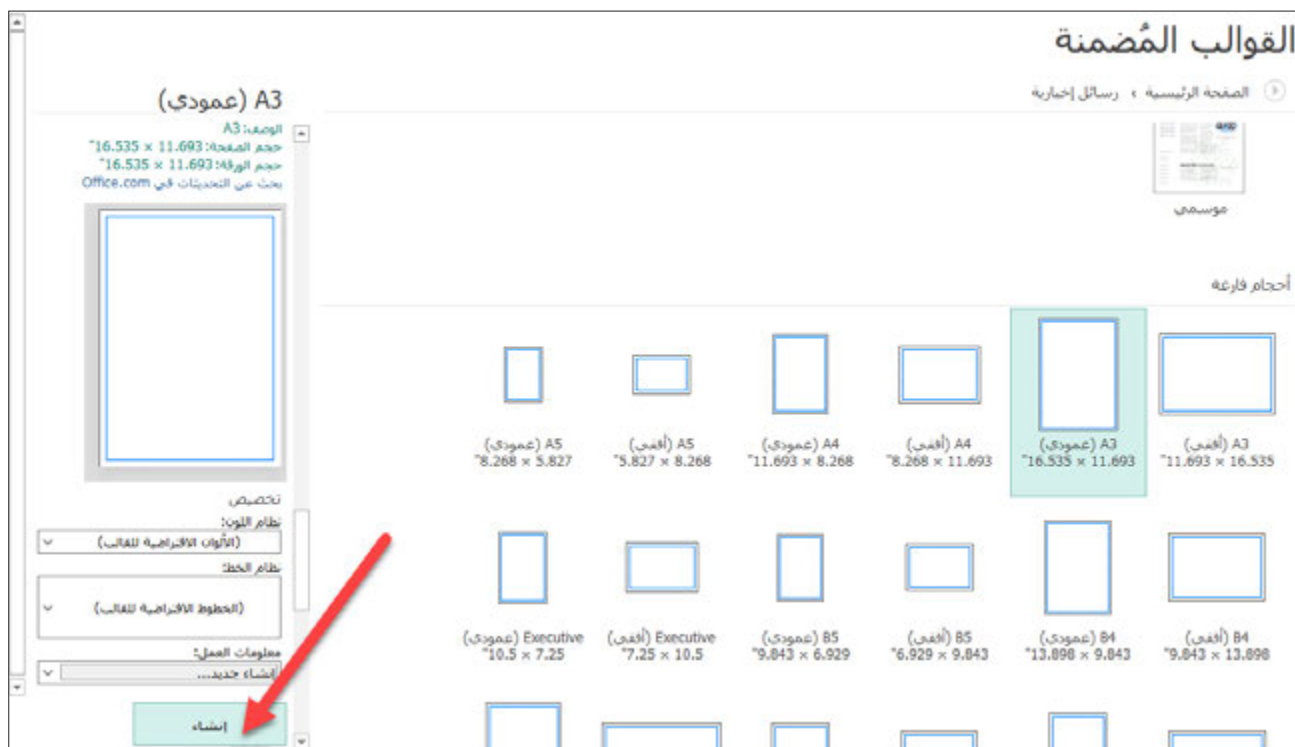 القوالب المُضمنة
الصفحة الرئيسية › رسائل إخبارية
موسمي
أحجام فارغة
A3 (أفقي)
11.693 × 16.535"
A3 (عمودي)
16.535 × 11.693"
A4 (أفقي)
8.268 × 11.693"
A4 (عمودي)
11.693 × 8.268"
A5 (أفقي)
5.827 × 8.268"
A5 (عمودي)
8.268 × 5.827"
B4 (أفقي)
9.843 × 13.898"
B4 (عمودي)
13.898 × 9.843"
B5 (أفقي)
6.929 × 9.843"
B5 (عمودي)
9.843 × 6.929"
Executive (أفقي)
7.25 × 10.5"
Executive (عمودي)
10.5 × 7.25"
A3 (عمودي)
الوصف: A3
حجم الصفحة: 11.693 × 16.535"
حجم الورقة: 11.693 × 16.535"
بحث عن التحديثات في Office.com
تخصيص
نظام اللون:
(الألوان الافتراضية للقالب)
نظام الخط:
(الخطوط الافتراضية للقالب)
معلومات العمل:
إنشاء جديد...
إنشاء